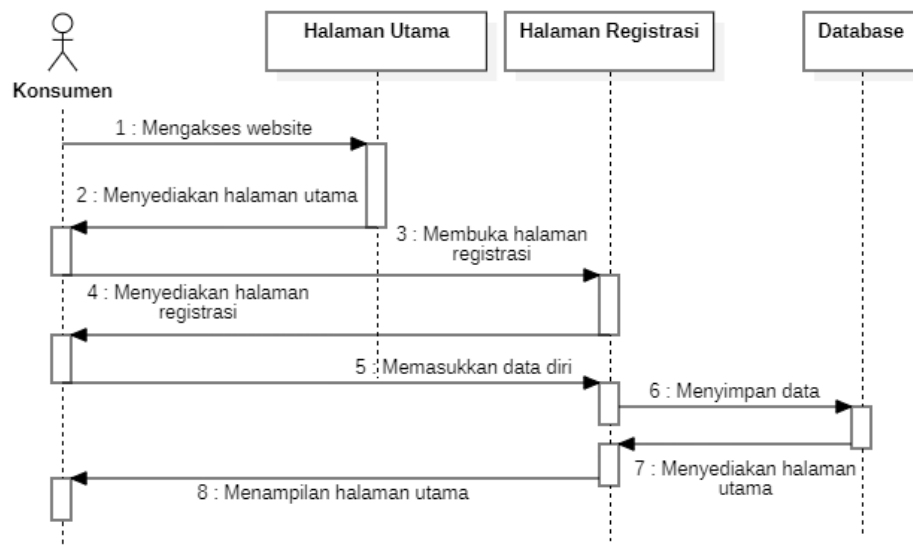 Halaman Utama
Halaman Registrasi
Database
Konsumen
1 : Mengakses website
2 : Menyediakan halaman utama
3 : Membuka halaman
registrasi
4 : Menyediakan halaman
registrasi
5 : Memasukkan data diri
6 : Menyimpan data
7 : Menyediakan halaman
utama
8 : Menampilan halaman utama